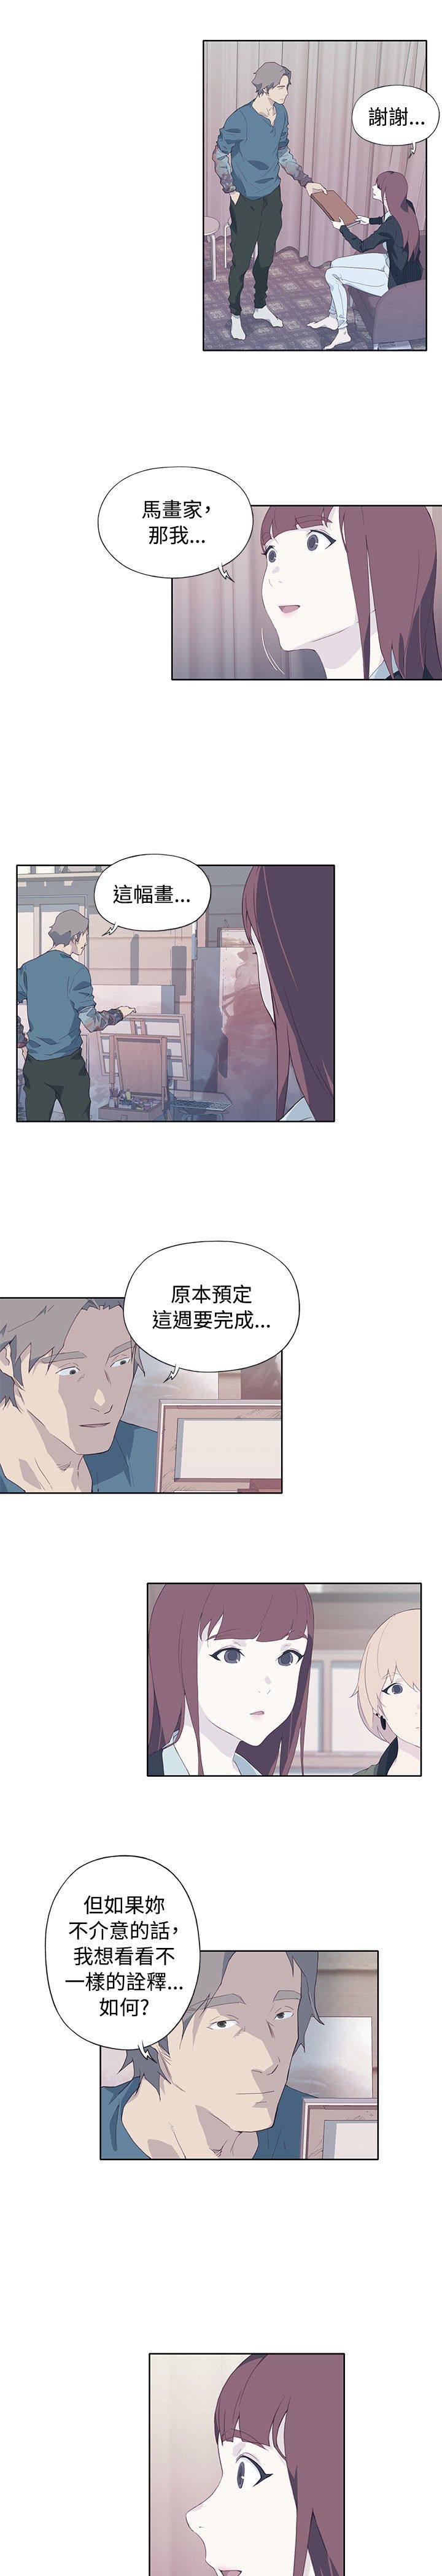 謝謝...
馬畫家,
那我...
這幅畫...
原本預定
這週要完成...
但如果妳
不介意的話,
我想看看不
一樣的詮釋...
如何?